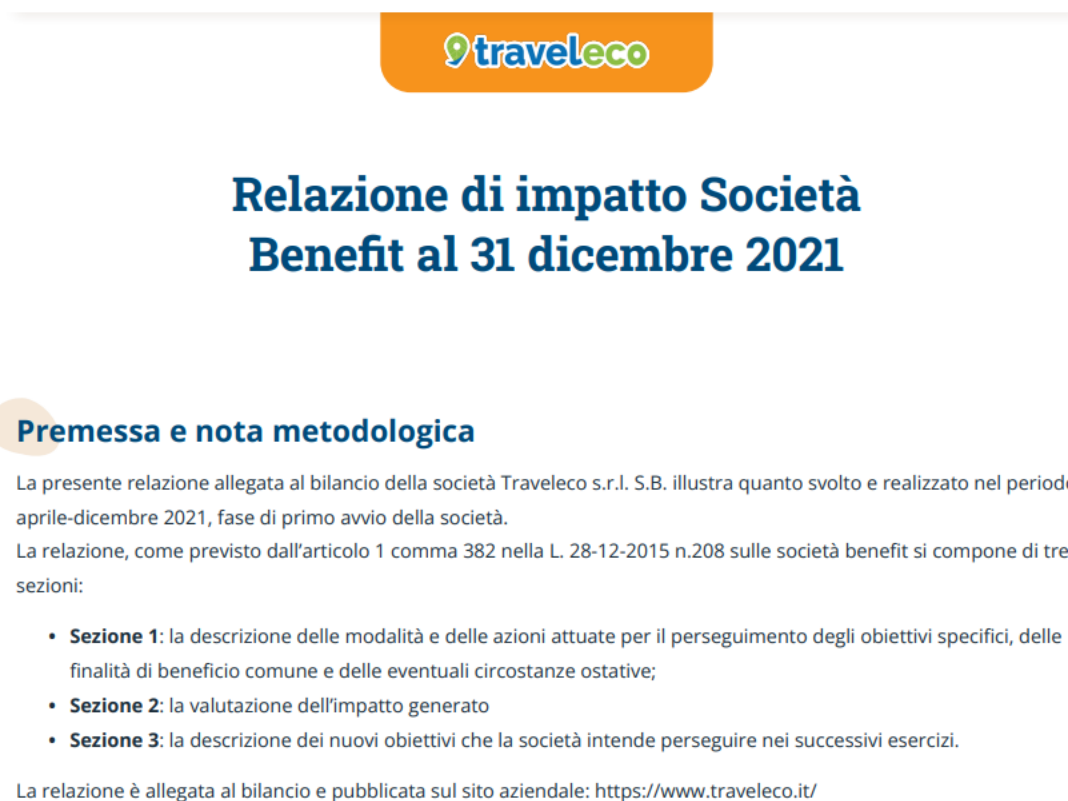 traveleco
Relazione di impatto Società
Benefit al 31 dicembre 2021
Premessa e nota metodologica
La presente relazione allegata al bilancio della società Traveleco s.r.l. S.B. illustra quanto svolto e realizzato nel periodo
aprile-dicembre 2021, fase di primo avvio della società.
La relazione, come previsto dall’articolo 1 comma 382 nella L. 28-12-2015 n.208 sulle società benefit si compone di tre
sezioni:
• Sezione 1: la descrizione delle modalità e delle azioni attuate per il perseguimento degli obiettivi specifici, delle
finalità di beneficio comune e delle eventuali circostanze ostative;
• Sezione 2: la valutazione dell’impatto generato
• Sezione 3: la descrizione dei nuovi obiettivi che la società intende perseguire nei successivi esercizi.
La relazione è allegata al bilancio e pubblicata sul sito aziendale: https://www.traveleco.it/